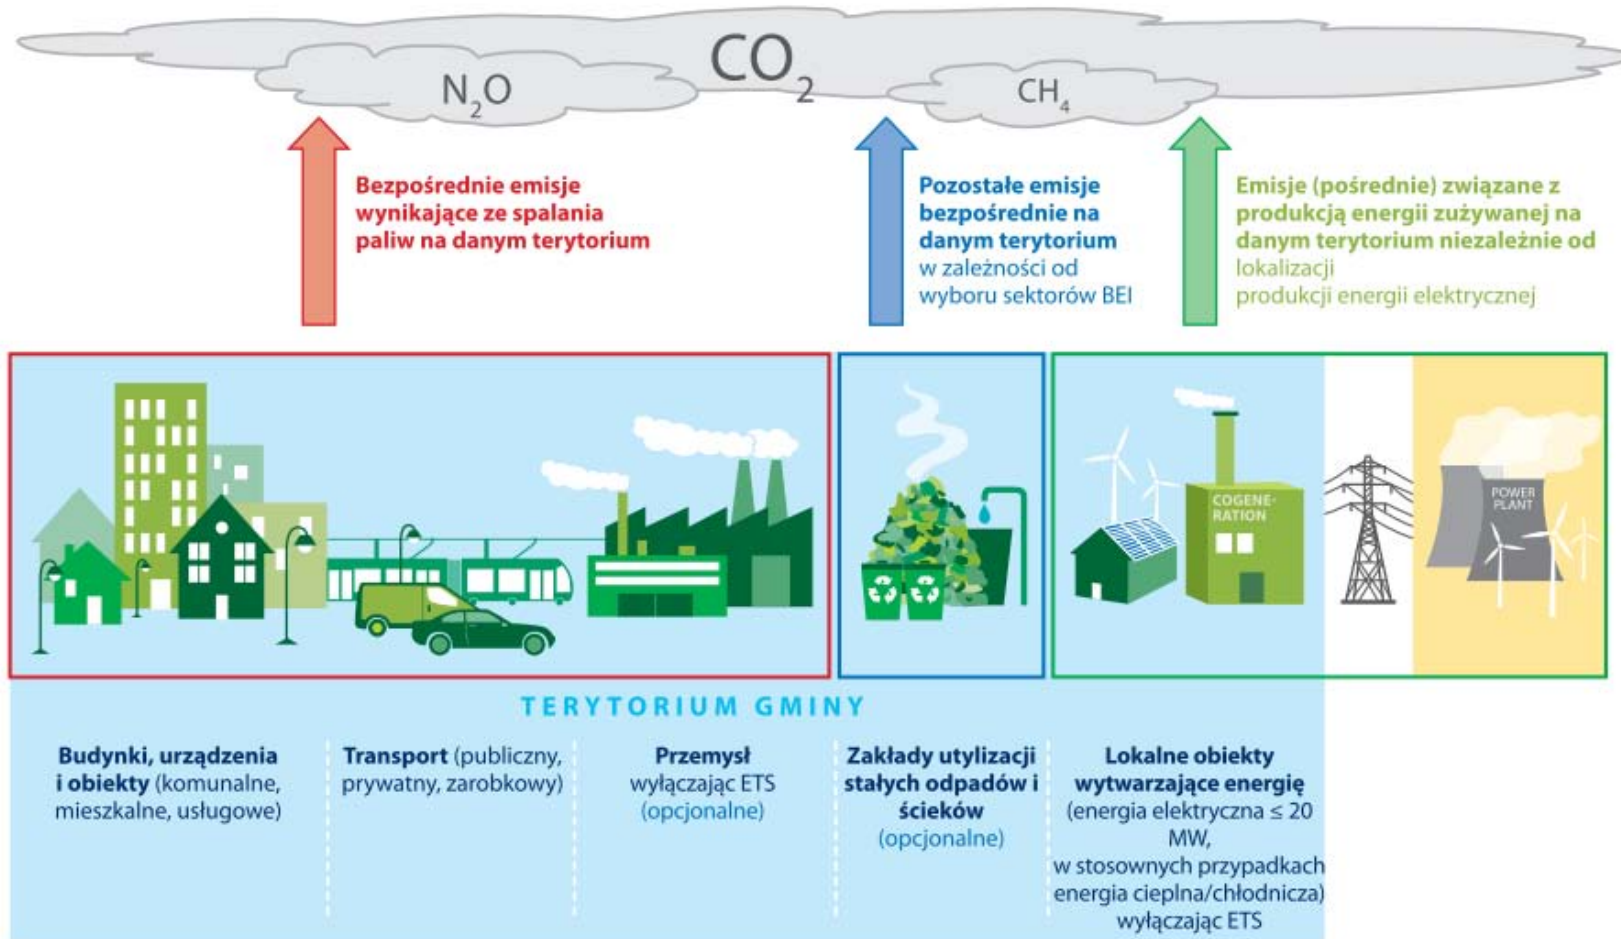 CO₂
N₂O
CH₄
Bezpośrednie emisje
wynikające ze spalania
paliw na danym terytorium
Pozostałe emisje
bezpośrednie na
danym terytorium
w zależności od
wyboru sektorów BEI
Emisje (pośrednie) związane z
produkcją energii zużywanej na
danym terytorium niezależnie od
lokalizacji
produkcji energii elektrycznej
COGENE-
RATION
POWER
PLANT
TERYTORIUM GMINY
Budynki, urządzenia
i obiekty (komunalne,
mieszkalne, usługowe)
Transport (publiczny,
prywatny, zarobkowy)
Przemysł
wyłączając ETS
(opcjonalne)
Zakłady utylizacji
stałych odpadów i
ścieków
(opcjonalne)
Lokalne obiekty
wytwarzające energię
(energia elektryczna ≤ 20
MW,
w stosownych przypadkach
energia cieplna/chłodnicza)
wyłączając ETS